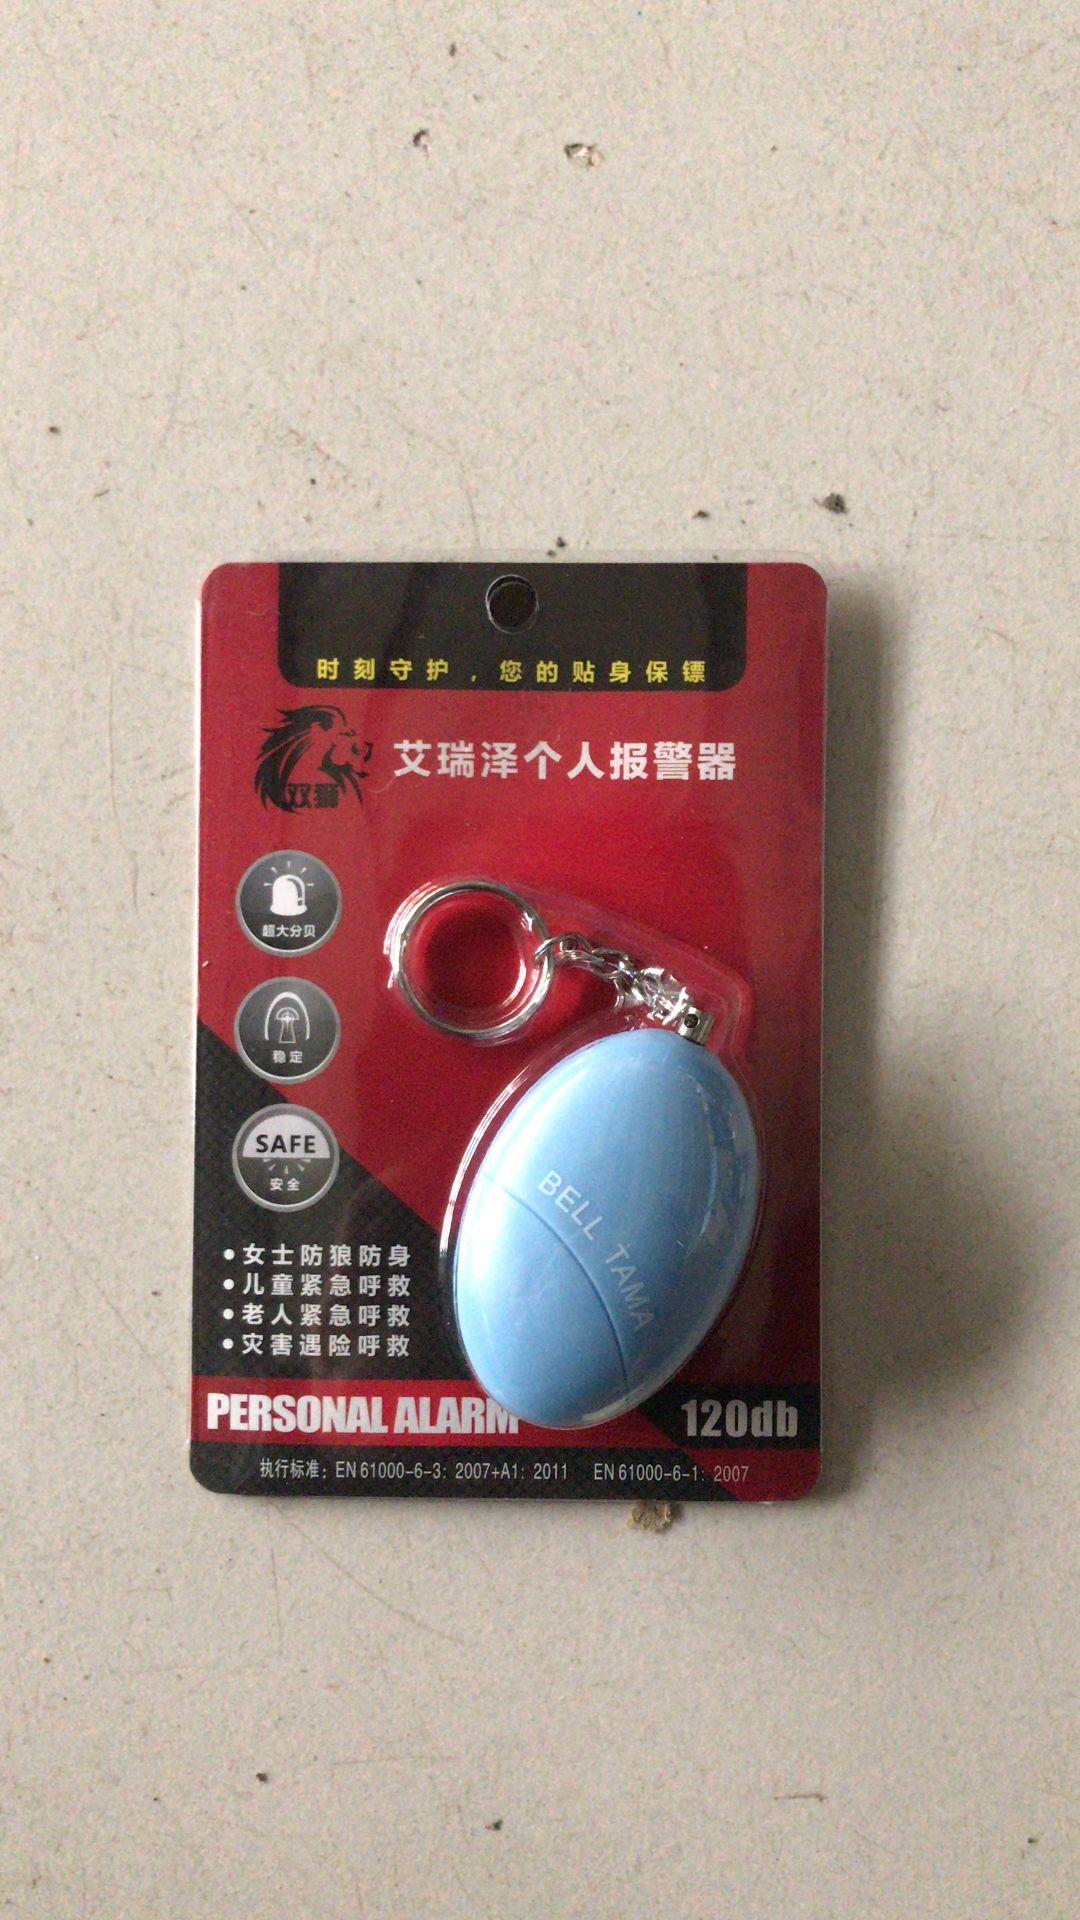 时刻守护，您的贴身保镖
双狮
艾瑞泽个人报警器
超大分贝
稳定
SAFE
安全
BELL TAMA
•女士防狼防身
•儿童紧急呼救
•老人紧急呼救
•灾害遇险呼救
PERSONAL ALARM
120db
执行标准：EN 61000-6-3：2007+A1：2011 EN 61000-6-1：2007